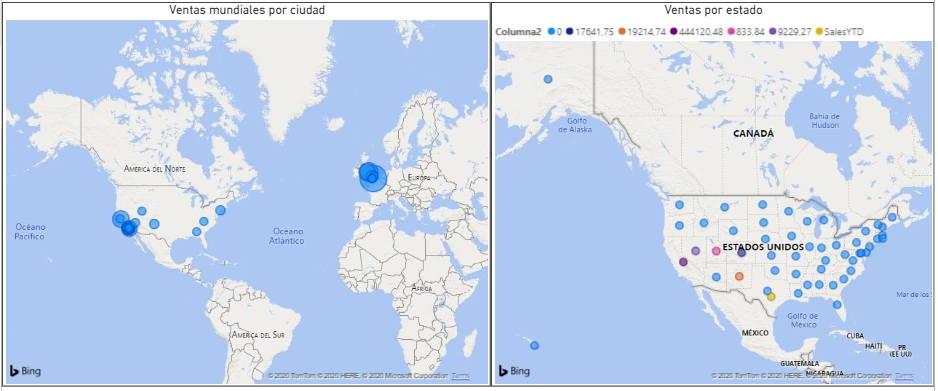 Ventas mundiales por ciudad
AMÉRICA DEL NORTE
EUROPA
Océano
Pacífico
Océano
Atlántico
ÁFRICA
AMÉRICA DEL SUR
Bing
© 2020 TomTom © 2020 HERE, © 2020 Microsoft Corporation Terms
Ventas por estado
Columna2 0 17641,75 19214,74 444120,48 833,84 9229,27 SalesYTD
Golfo
de Alaska
Bahía de
Hudson
CANADÁ
ESTADOS UNIDOS
Mar de los
Golfo de
México
MÉXICO
CUBA
HAITÍ
PR
(EE UU)
GUATEMALA
NICARAGUA
Bing
© 2020 TomTom © 2020 HERE, © 2020 Microsoft Corporation Terms